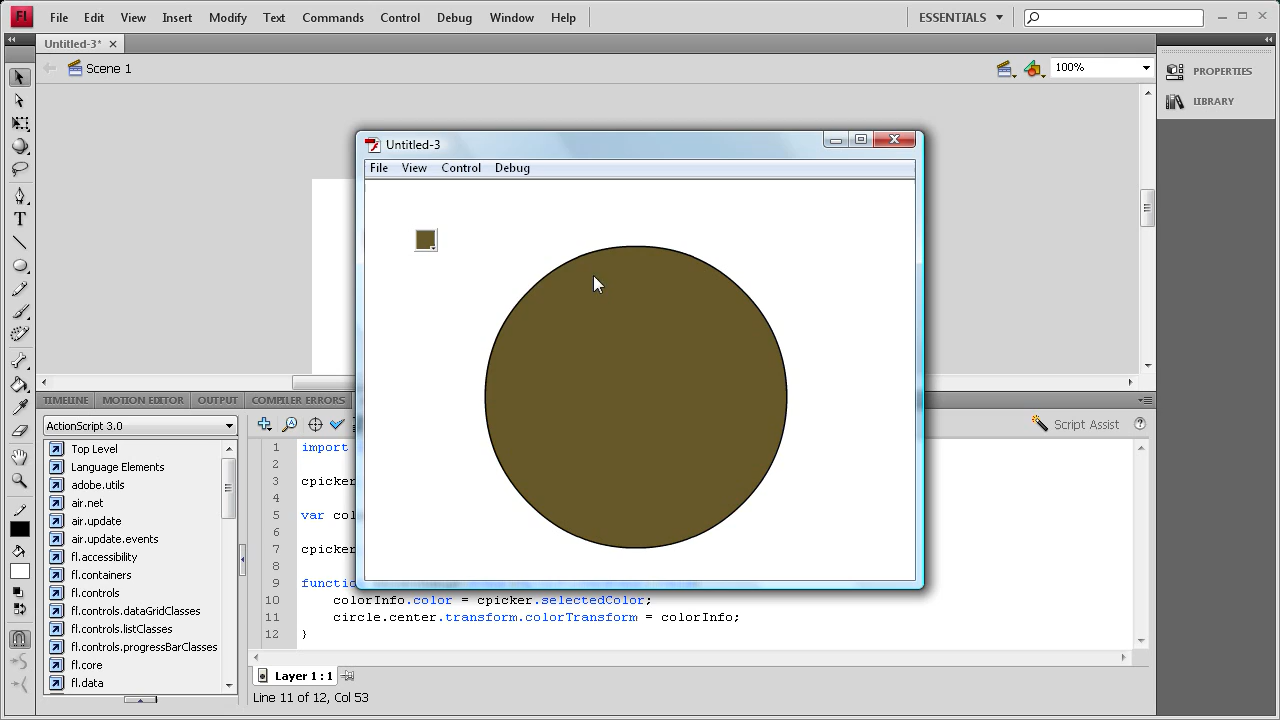 Fl File Edit View Insert Modify Text Commands Control Debug Window Help ESSENTIALS
Untitled-3*
Scene 1 100%
PROPERTIES
LIBRARY
Untitled-3
File View Control Debug
TIMELINE MOTION EDITOR OUTPUT COMPILER ERRORS
ActionScript 3.0 Script Assist
Top Level
Language Elements
adobe.utils
air.net
air.update
air.update.events
fl.accessibility
fl.containers
fl.controls
fl.controls.dataGridClasses
fl.controls.listClasses
fl.controls.progressBarClasses
fl.core
fl.data
1 import
2
3 cpicker
4
5 var col
6
7 cpicker
8
9 function
10 colorInfo.color = cpicker.selectedColor;
11 circle.center.transform.colorTransform = colorInfo;
12 }
Layer 1 : 1
Line 11 of 12, Col 53